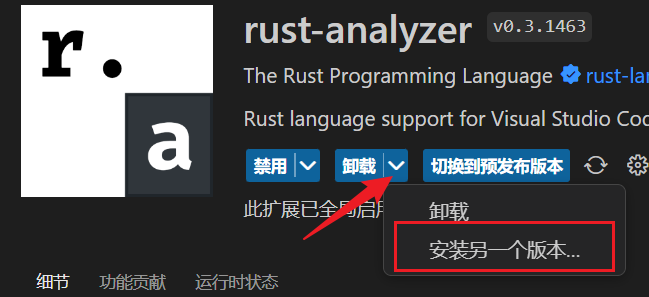 r.
a
rust-analyzer v0.3.1463
The Rust Programming Language rust-la
Rust language support for Visual Studio Cod
禁用 卸载 切换到预发布版本
此扩展已全局启用
卸载
安装另一个版本...
细节 功能贡献 运行时状态